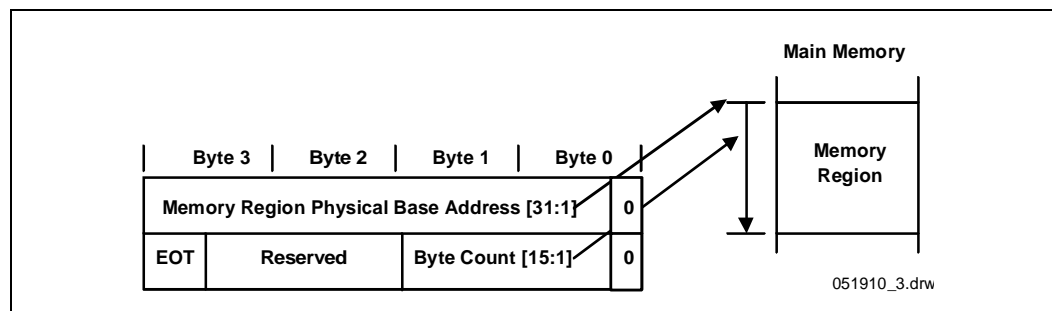 Main Memory
Byte 3 Byte 2 Byte 1 Byte 0
Memory
Region
Memory Region Physical Base Address [31:1] 0
EOT Reserved Byte Count [15:1] 0
051910_3.drw